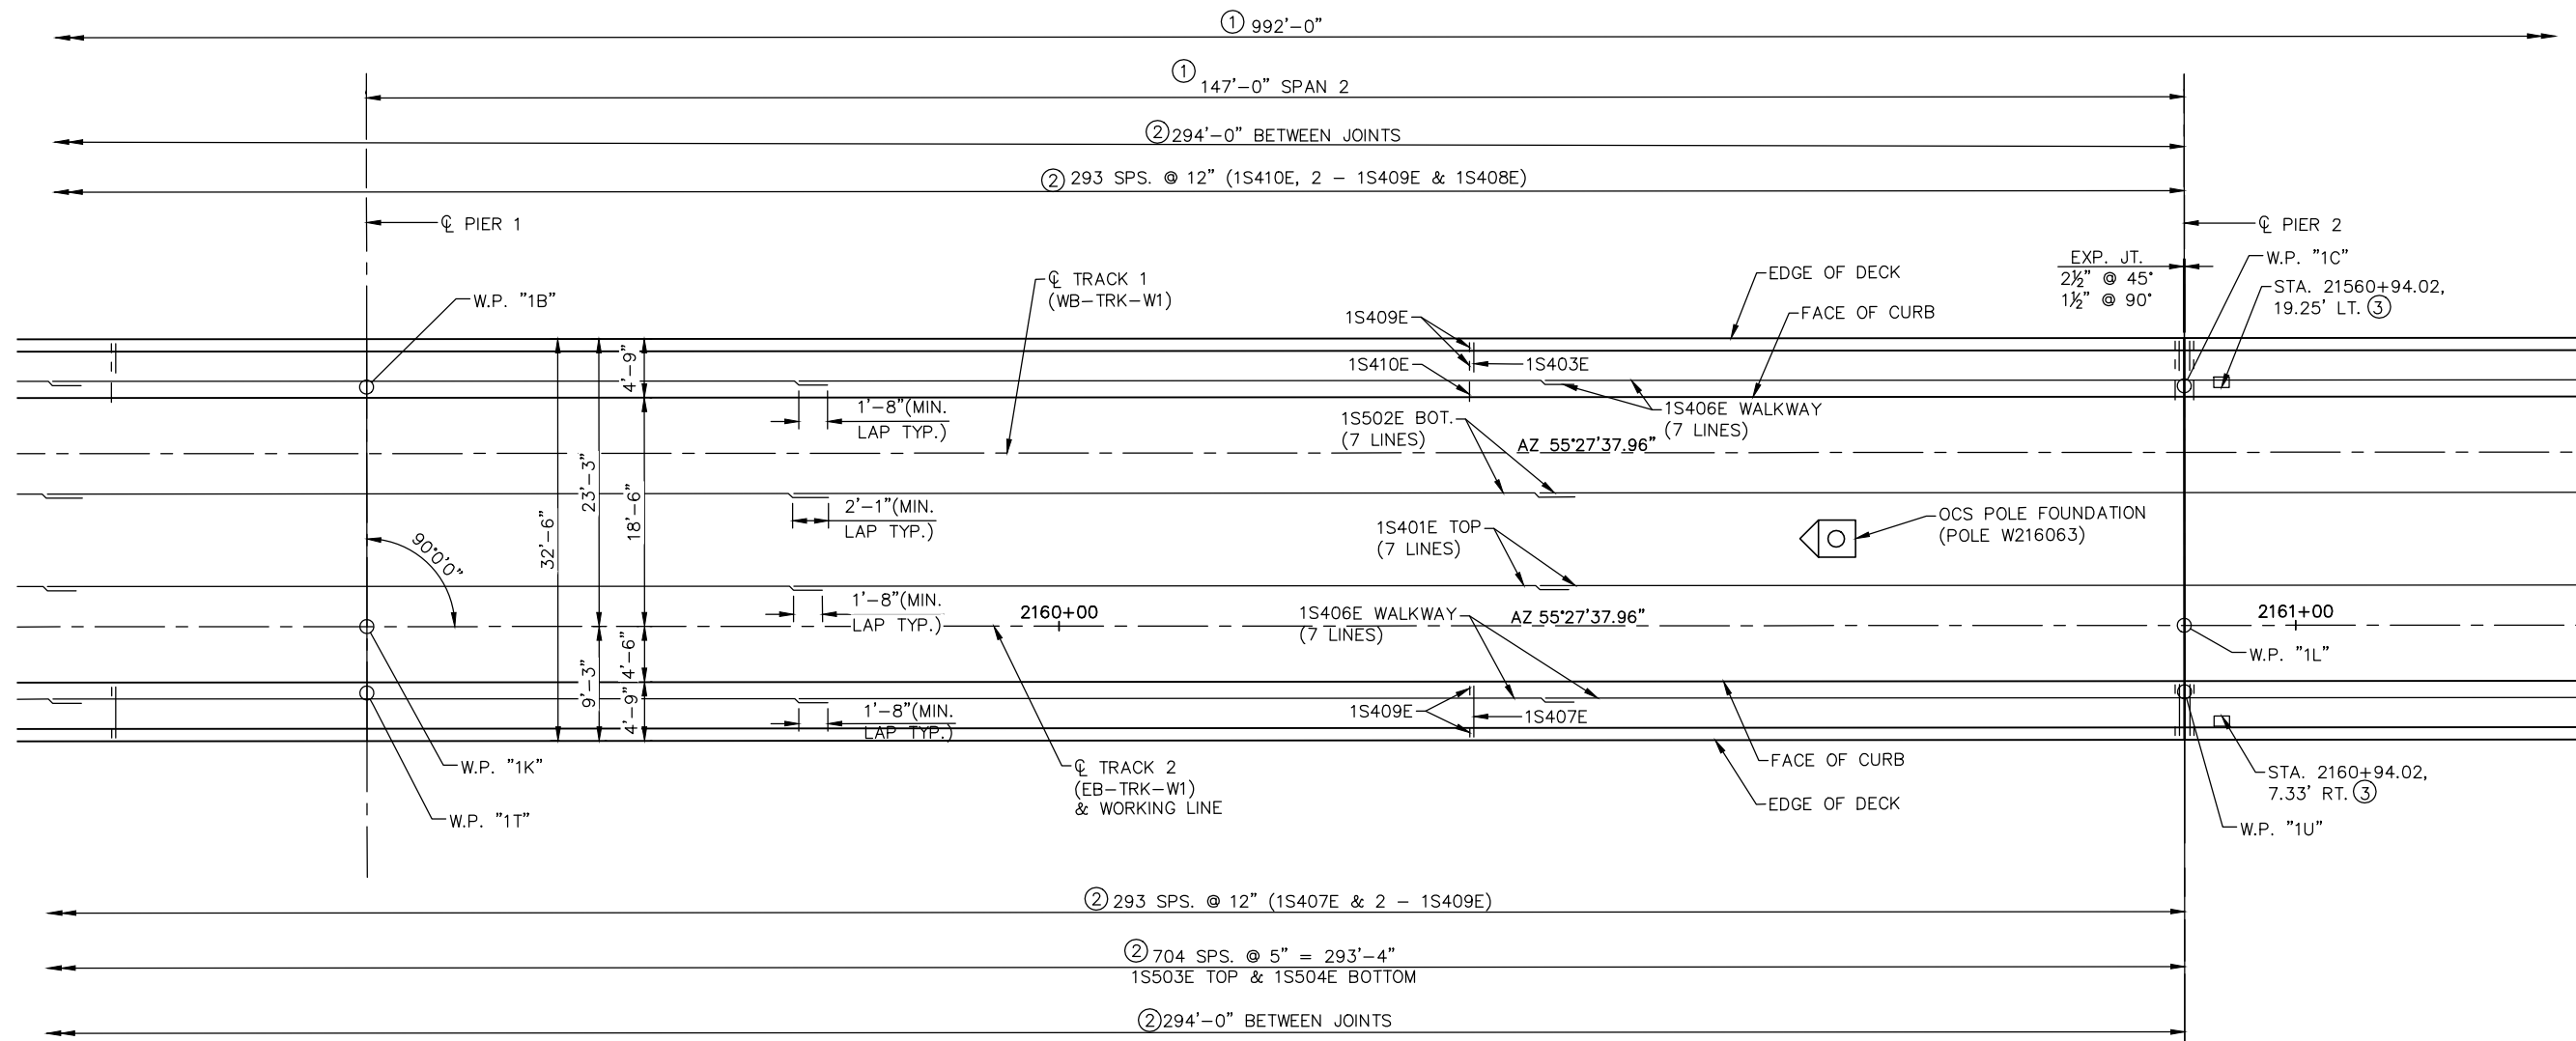 ① 992'-0"
① 147'-0" SPAN 2
② 294'-0" BETWEEN JOINTS
② 293 SPS. @ 12" (1S410E, 2 - 1S409E & 1S408E)
℄ PIER 1
℄ PIER 2
EXP. JT.
2½" @ 45°
1½" @ 90°
W.P. "1C"
STA. 21560+94.02,
19.25' LT. ③
W.P. "1B"
℄ TRACK 1
(WB-TRK-W1)
EDGE OF DECK
FACE OF CURB
1S409E
1S410E
1S403E
4'-9"
1'-8"(MIN.
LAP TYP.)
1S406E WALKWAY
(7 LINES)
1S502E BOT.
(7 LINES)
AZ 55°27'37.96"
23'-3"
18'-6"
32'-6"
2'-1"(MIN.
LAP TYP.)
1S401E TOP
(7 LINES)
OCS POLE FOUNDATION
(POLE W216063)
90°0'0"
1'-8"(MIN.
LAP TYP.)
2160+00
1S406E WALKWAY
(7 LINES)
AZ 55°27'37.96"
2161+00
W.P. "1L"
9'-3"
4'-6"
4'-9"
1'-8"(MIN.
LAP TYP.)
1S409E
1S407E
W.P. "1K"
W.P. "1T"
℄ TRACK 2
(EB-TRK-W1)
& WORKING LINE
FACE OF CURB
EDGE OF DECK
STA. 2160+94.02,
7.33' RT. ③
W.P. "1U"
② 293 SPS. @ 12" (1S407E & 2 - 1S409E)
② 704 SPS. @ 5" = 293'-4"
1S503E TOP & 1S504E BOTTOM
② 294'-0" BETWEEN JOINTS